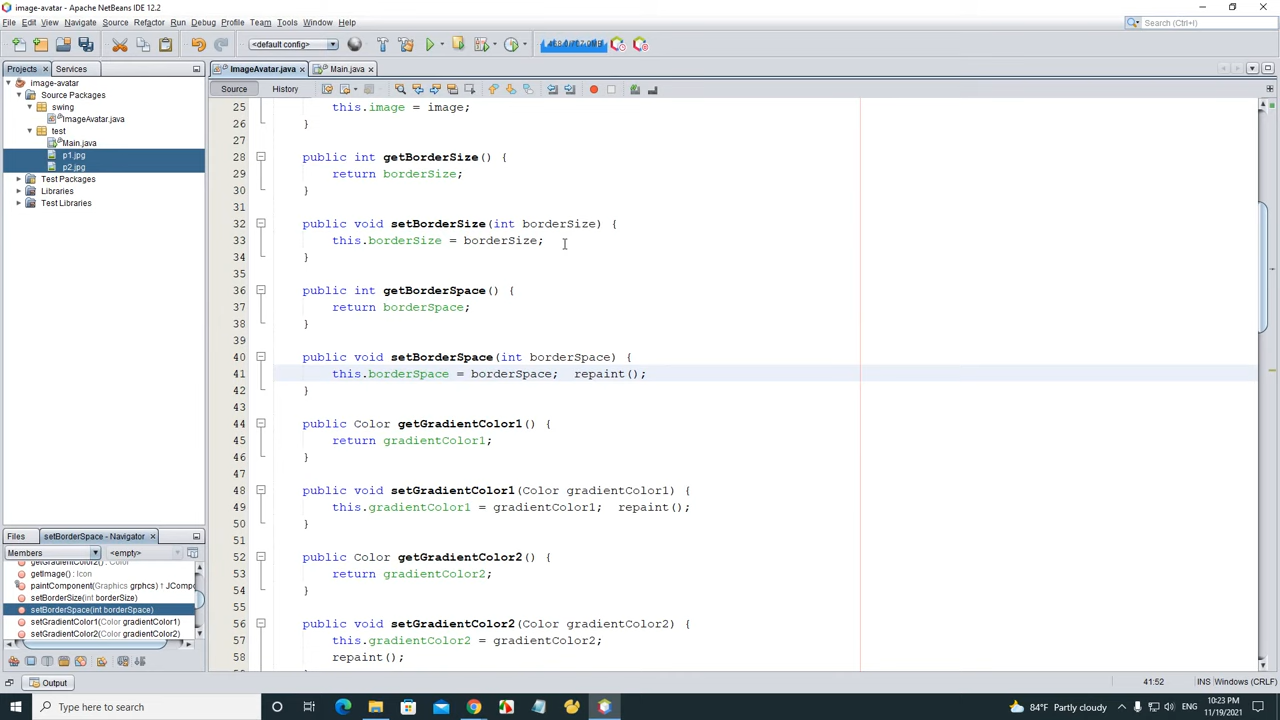 image-avatar - Apache NetBeans IDE 12.2
File Edit View Navigate Source Refactor Run Debug Profile Team Tools Window Help
Search (Ctrl+I)
<default config>
Projects
Services
ImageAvatar.java
Main.java
image-avatar
Source Packages
swing
ImageAvatar.java
test
Main.java
p1.jpg
p2.jpg
Test Packages
Libraries
Test Libraries
Source History
25 this.image = image;
26 }
27
28 public int getBorderSize() {
29 return borderSize;
30 }
31
32 public void setBorderSize(int borderSize) {
33 this.borderSize = borderSize;
34 }
35
36 public int getBorderSpace() {
37 return borderSpace;
38 }
39
40 public void setBorderSpace(int borderSpace) {
41 this.borderSpace = borderSpace;  repaint();
42 }
43
44 public Color getGradientColor1() {
45 return gradientColor1;
46 }
47
48 public void setGradientColor1(Color gradientColor1) {
49 this.gradientColor1 = gradientColor1;  repaint();
50 }
51
52 public Color getGradientColor2() {
53 return gradientColor2;
54 }
55
56 public void setGradientColor2(Color gradientColor2) {
57 this.gradientColor2 = gradientColor2;
58 repaint();
Files
setBorderSpace - Navigator
Members
<empty>
getGradientColor2() : Color
getImage() : Icon
paintComponent(Graphics grphcs) ↑ JCompo
setBorderSize(int borderSize)
setBorderSpace(int borderSpace)
setGradientColor1(Color gradientColor1)
setGradientColor2(Color gradientColor2)
Output
41:52
INS
Windows (CRLF)
Type here to search
84°F Partly cloudy
ENG
10:23 PM
11/19/2021